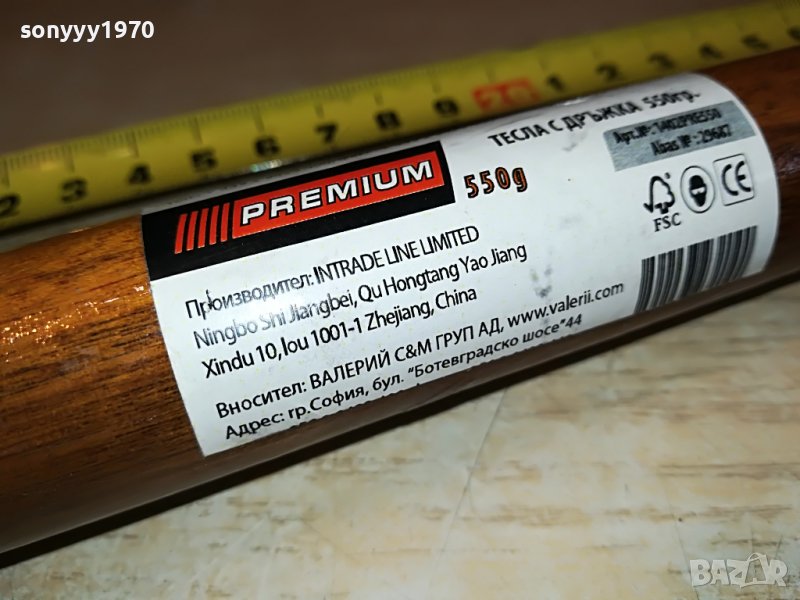 sonyyy1970
ТЕСЛА С ДРЪЖКА 550гр.
PREMIUM
550g
FSC
CE
Производител: INTRADE LINE LIMITED
Ningbo Shi Jiangbei, Qu Hongtang Yao Jiang
Xindu 10, lou 1001-1 Zhejiang, China
Вносител: ВАЛЕРИЙ С&М ГРУП АД, www.valerii.com
Адрес: гр.София, бул. "Ботевградско шосе"44
BAZAR